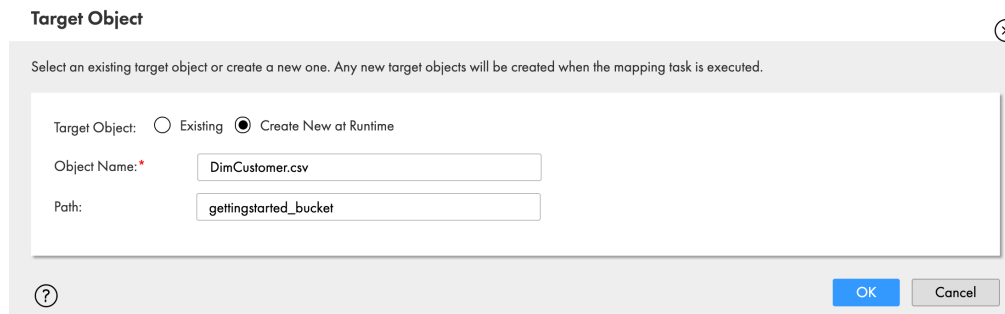 Target Object
Select an existing target object or create a new one. Any new target objects will be created when the mapping task is executed.
Target Object: Existing Create New at Runtime
Object Name:* DimCustomer.csv
Path: gettingstarted_bucket
? OK Cancel